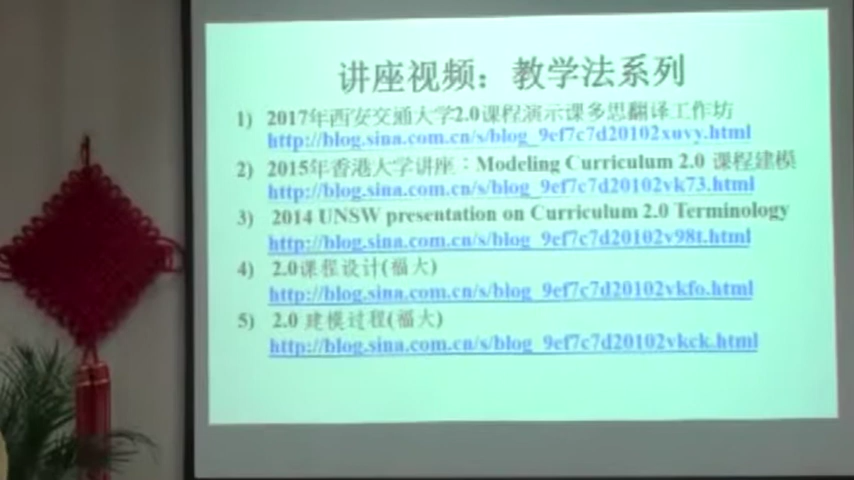 讲座视频：教学法系列
1) 2017年西安交通大学2.0课程演示课多思翻译工作坊
http://blog.sina.com.cn/s/blog_9ef7c7d20102xuvy.html
2) 2015年香港大学讲座：Modeling Curriculum 2.0 课程建模
http://blog.sina.com.cn/s/blog_9ef7c7d20102vk73.html
3) 2014 UNSW presentation on Curriculum 2.0 Terminology
http://blog.sina.com.cn/s/blog_9ef7c7d20102v98t.html
4) 2.0课程设计(福大)
http://blog.sina.com.cn/s/blog_9ef7c7d20102vkfo.html
5) 2.0 建模过程(福大)
http://blog.sina.com.cn/s/blog_9ef7c7d20102vkck.html